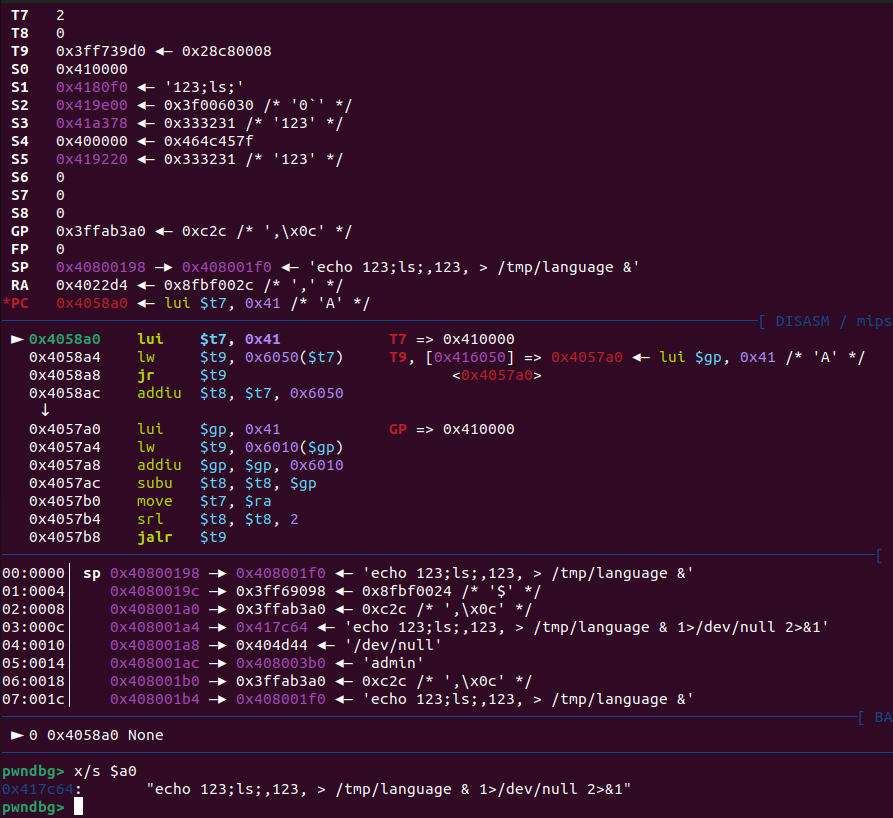 T7 2
T8 0
T9 0x3ff739d0 ◂— 0x28c80008
S0 0x410000
S1 0x4180f0 ◂— '123;ls;'
S2 0x419e00 ◂— 0x3f006030 /* '0`' */
S3 0x41a378 ◂— 0x333231 /* '123' */
S4 0x400000 ◂— 0x464c457f
S5 0x419220 ◂— 0x333231 /* '123' */
S6 0
S7 0
S8 0
GP 0x3ffab3a0 ◂— 0xc2c /* ',\x0c' */
FP 0
SP 0x40800198 —▸ 0x408001f0 ◂— 'echo 123;ls;,123, > /tmp/language &'
RA 0x4022d4 ◂— 0x8fbf002c /* ',' */
*PC 0x4058a0 ◂— lui $t7, 0x41 /* 'A' */
[ DISASM / mips
► 0x4058a0 lui $t7, 0x41 T7 => 0x410000
0x4058a4 lw $t9, 0x6050($t7) T9, [0x416050] => 0x4057a0 ◂— lui $gp, 0x41 /* 'A' */
0x4058a8 jr $t9 <0x4057a0>
0x4058ac addiu $t8, $t7, 0x6050
↓
0x4057a0 lui $gp, 0x41 GP => 0x410000
0x4057a4 lw $t9, 0x6010($gp)
0x4057a8 addiu $gp, $gp, 0x6010
0x4057ac subu $t8, $t8, $gp
0x4057b0 move $t7, $ra
0x4057b4 srl $t8, $t8, 2
0x4057b8 jalr $t9
[
00:0000│ sp 0x40800198 —▸ 0x408001f0 ◂— 'echo 123;ls;,123, > /tmp/language &'
01:0004│ 0x4080019c —▸ 0x3ff69098 ◂— 0x8fbf0024 /* '$' */
02:0008│ 0x408001a0 —▸ 0x3ffab3a0 ◂— 0xc2c /* ',\x0c' */
03:000c│ 0x408001a4 —▸ 0x417c64 ◂— 'echo 123;ls;,123, > /tmp/language & 1>/dev/null 2>&1'
04:0010│ 0x408001a8 —▸ 0x404d44 ◂— '/dev/null'
05:0014│ 0x408001ac —▸ 0x408003b0 ◂— 'admin'
06:0018│ 0x408001b0 —▸ 0x3ffab3a0 ◂— 0xc2c /* ',\x0c' */
07:001c│ 0x408001b4 —▸ 0x408001f0 ◂— 'echo 123;ls;,123, > /tmp/language &'
[ BA
► 0 0x4058a0 None
pwndbg> x/s $a0
0x417c64: "echo 123;ls;,123, > /tmp/language & 1>/dev/null 2>&1"
pwndbg>